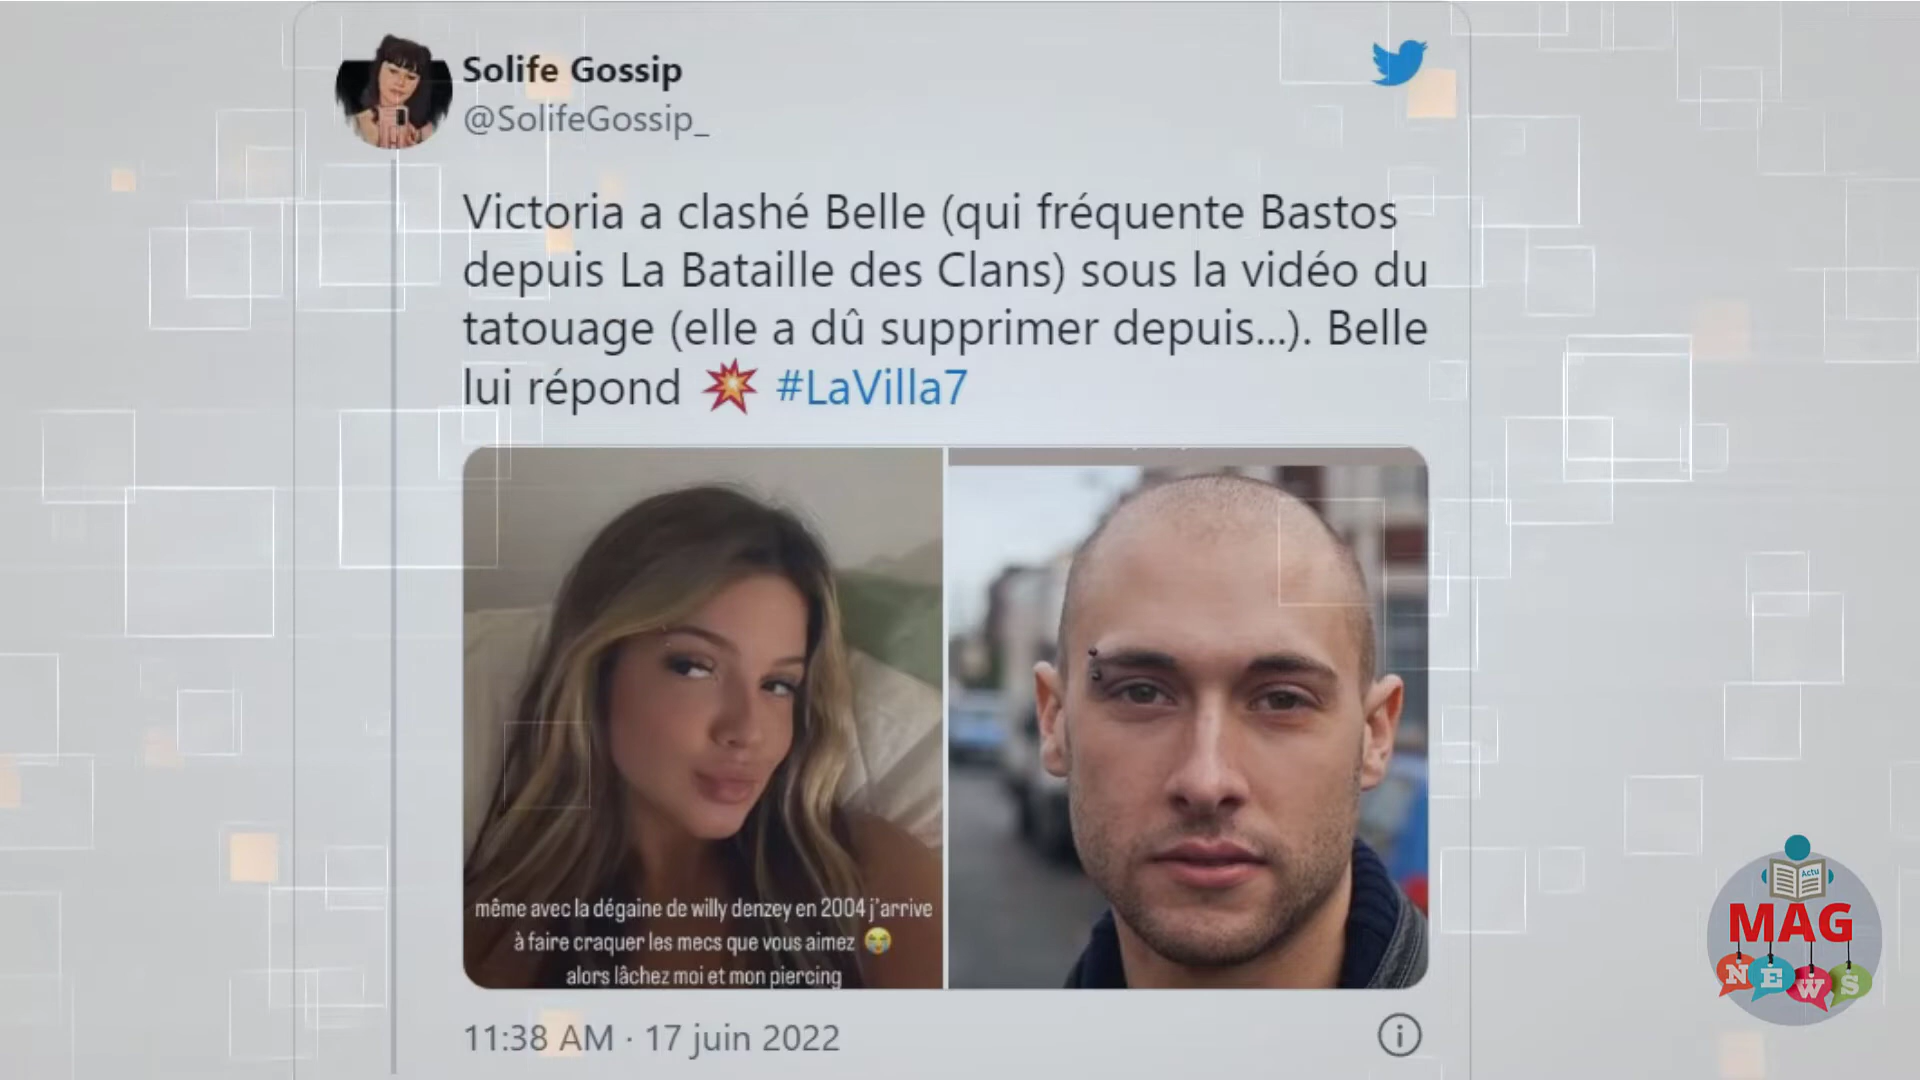 Solife Gossip
@SolifeGossip_
Victoria a clashé Belle (qui fréquente Bastos
depuis La Bataille des Clans) sous la vidéo du
tatouage (elle a dû supprimer depuis...). Belle
lui répond 💥 #LaVilla7
même avec la dégaine de willy denzey en 2004 j'arrive
à faire craquer les mecs que vous aimez 😭
alors lâchez moi et mon piercing
11:38 AM · 17 juin 2022
Actu
MAG
NEWS